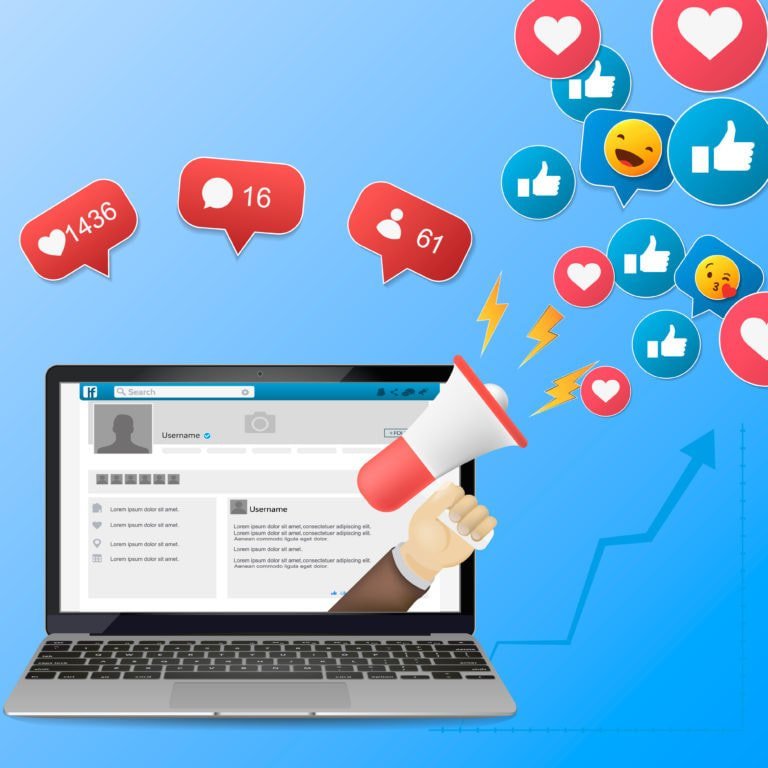 1436
16
61
Search
Username
Username
Lorem ipsum dolor sit amet.
Lorem ipsum dolor sit amet.
Lorem ipsum dolor sit amet.
Lorem ipsum dolor sit amet.
Lorem ipsum dolor sit amet, consectetuer adipiscing elit.
Lorem ipsum dolor sit amet, consectetuer adipiscing elit.
Aenean commodo ligula eget dolor.
Lorem ipsum dolor sit amet.
Lorem ipsum dolor sit amet, consectetuer adipiscing elit.
Aenean commodo ligula eget dolor.